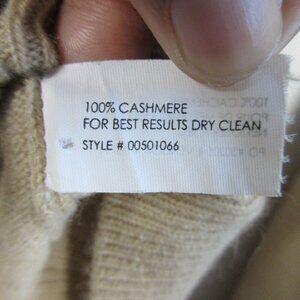 100% CASHMERE
FOR BEST RESULTS DRY CLEAN
STYLE # 00501066